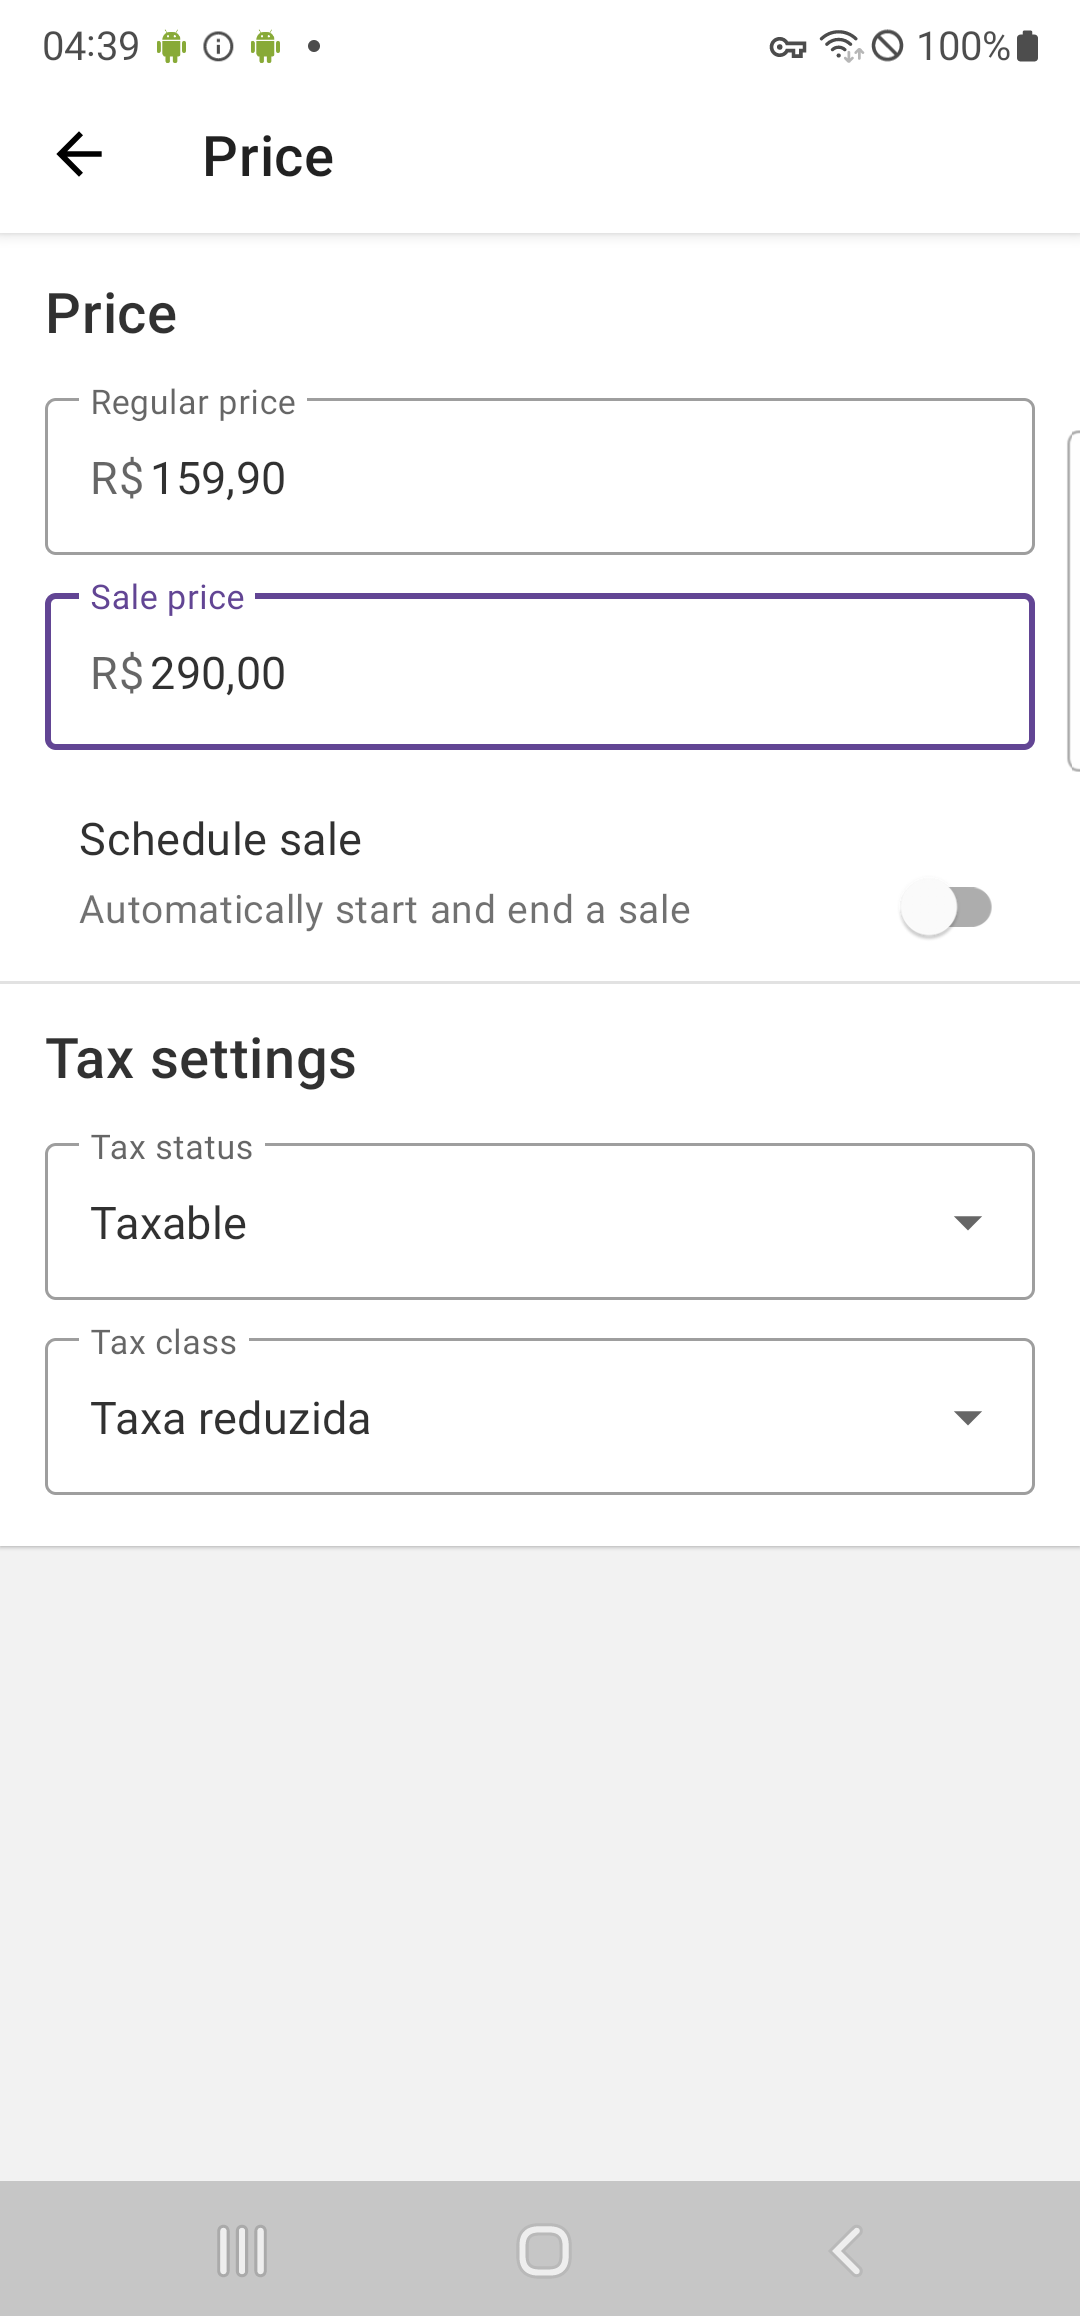 04:39
100%
Price
Price
Regular price
R$ 159,90
Sale price
R$ 290,00
Schedule sale
Automatically start and end a sale
Tax settings
Tax status
Taxable
Tax class
Taxa reduzida